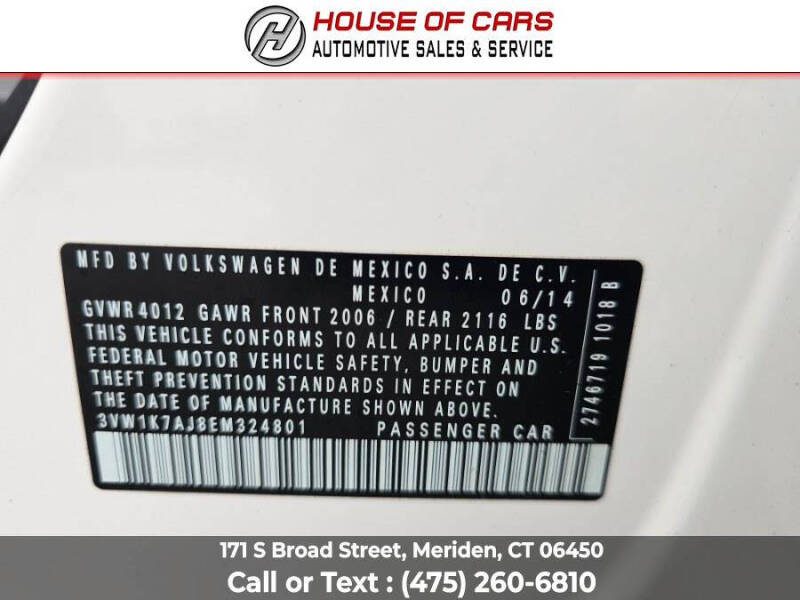 HOUSE OF CARS
AUTOMOTIVE SALES & SERVICE
MFD BY VOLKSWAGEN DE MEXICO S.A. DE C.V.
MEXICO 06/14
GVWR 4012 GAWR FRONT 2006 / REAR 2116 LBS
THIS VEHICLE CONFORMS TO ALL APPLICABLE U.S.
FEDERAL MOTOR VEHICLE SAFETY, BUMPER AND
THEFT PREVENTION STANDARDS IN EFFECT ON
THE DATE OF MANUFACTURE SHOWN ABOVE.
3VW1K7AJ8EM324801 PASSENGER CAR
2746719 1018 B
171 S Broad Street, Meriden, CT 06450
Call or Text : (475) 260-6810